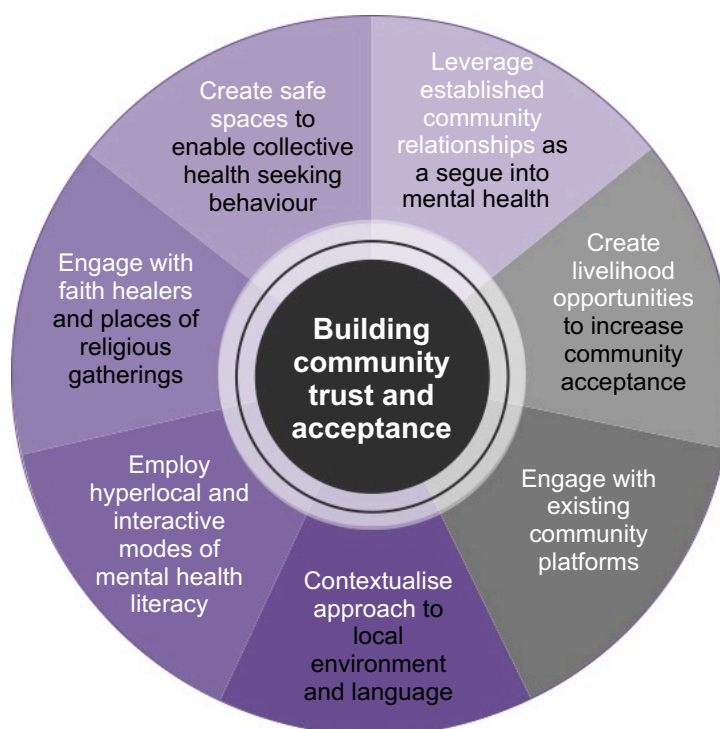 Building
community
trust and
acceptance
Leverage
established
community
relationships as
a segue into
mental health
Create
livelihood
opportunities
to increase
community
acceptance
Engage with
existing
community
platforms
Contextualise
approach to
local
environment
and language
Employ
hyperlocal and
interactive
modes of
mental health
literacy
Engage with
faith healers
and places of
religious
gatherings
Create safe
spaces to
enable collective
health seeking
behaviour